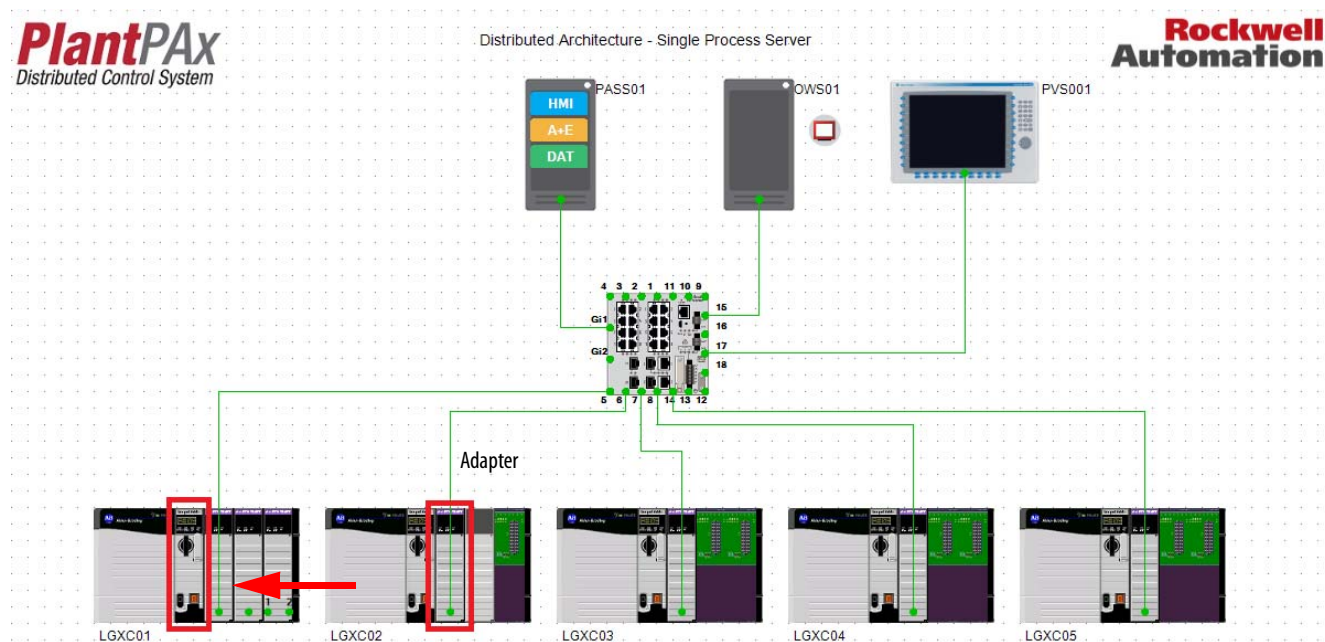 PlantPAx
Distributed Control System
Distributed Architecture - Single Process Server
Rockwell
Automation
PASS01
HMI
A+E
DAT
OWS01
PVS001
4 3 2 1 11 10 9
Gi1
Gi2
15
16
17
18
5 6 7 8 14 13 12
Adapter
1 2
LGXC01
LGXC02
LGXC03
LGXC04
LGXC05